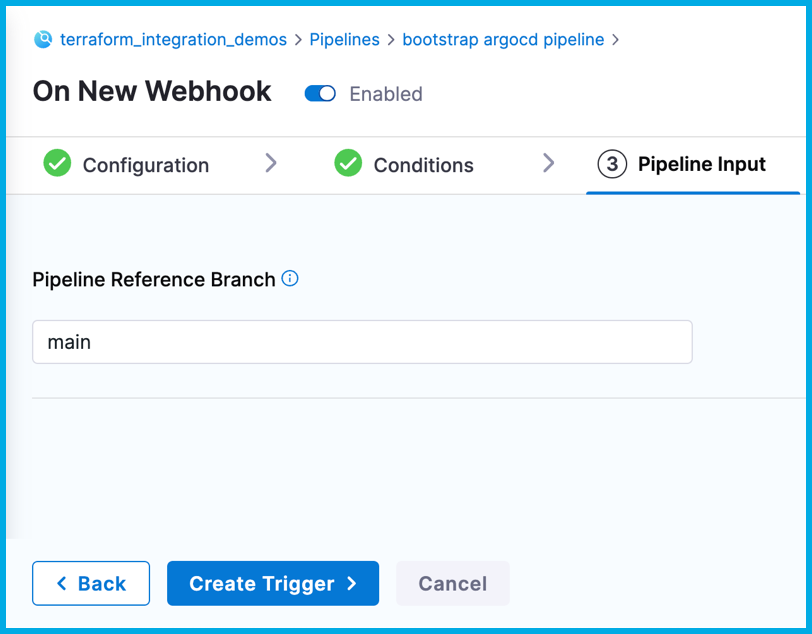 terraform_integration_demos > Pipelines > bootstrap argocd pipeline >
On New Webhook Enabled
Configuration > Conditions > 3 Pipeline Input
Pipeline Reference Branch
main
Back Create Trigger Cancel